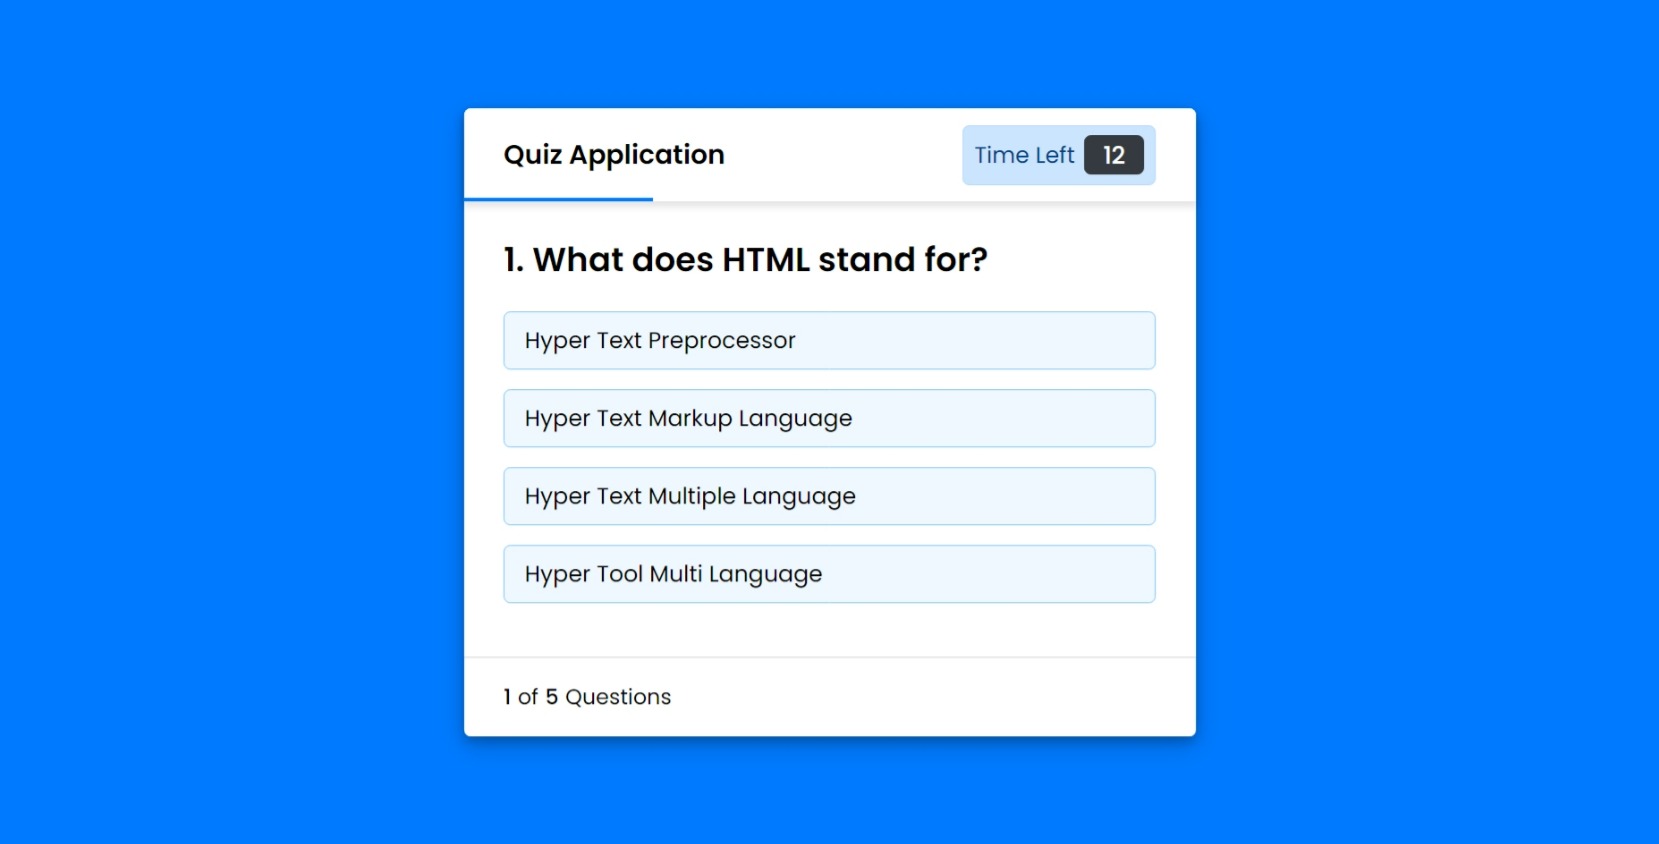 Quiz Application
Time Left 12
1. What does HTML stand for?
Hyper Text Preprocessor
Hyper Text Markup Language
Hyper Text Multiple Language
Hyper Tool Multi Language
1 of 5 Questions